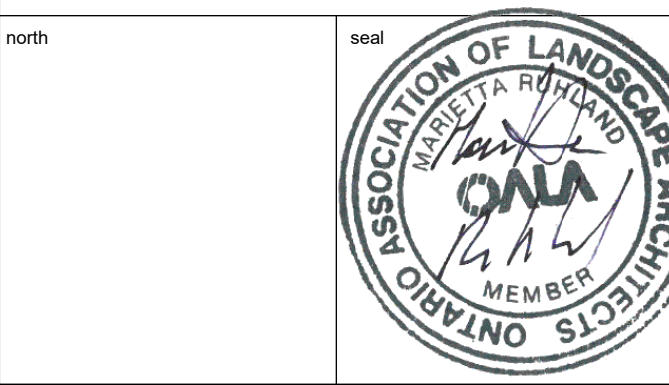 north
seal
ONTARIO ASSOCIATION OF LANDSCAPE ARCHITECTS
MARIETTA RUHLAND
OALA
MEMBER